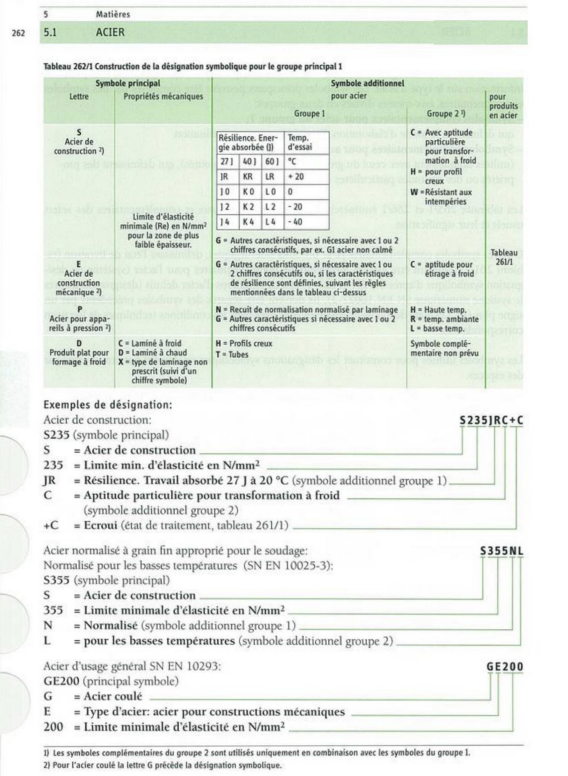 5 Matières
262 5.1 ACIER
Tableau 262/1 Construction de la désignation symbolique pour le groupe principal 1
Symbole principal
Symbole additionnel
Lettre
Propriétés mécaniques
pour acier
pour produits en acier
Groupe 1
Groupe 2 ¹⁾
S
Acier de
construction ²⁾
Limite d'élasticité
minimale (Re) en N/mm²
pour la zone de plus
faible épaisseur.
Résilience. Ener-
gie absorbée (J)
Temp.
d'essai
27 J 40 J 60 J °C
JR KR LR + 20
J 0 K 0 L 0 0
J 2 K 2 L 2 - 20
J 4 K 4 L 4 - 40
G = Autres caractéristiques, si nécessaire avec 1 ou 2
chiffres consécutifs, par ex. G1 acier non calmé
C = Avec aptitude
particulière
pour transfor-
mation à froid
H = pour profil
creux
W = Résistant aux
intempéries
Tableau
261/1
E
Acier de
construction
mécanique ²⁾
G = Autres caractéristiques, si nécessaire avec 1 ou
2 chiffres consécutifs ou, si les caractéristiques
de résilience sont définies, suivant les règles
mentionnées dans le tableau ci-dessus
C = aptitude pour
étirage à froid
P
Acier pour appa-
reils à pression ²⁾
N = Recuit de normalisation normalisé par laminage
G = Autres caractéristiques si nécessaire avec 1 ou 2
chiffres consécutifs
H = Haute temp.
R = temp. ambiante
L = basse temp.
D
Produit plat pour
formage à froid
C = Laminé à froid
D = Laminé à chaud
X = type de laminage non
prescrit (suivi d'un
chiffre symbole)
H = Profils creux
T = Tubes
Symbole complé-
mentaire non prévu
Exemples de désignation:
Acier de construction: S235JRC+C
S235 (symbole principal)
S = Acier de construction
235 = Limite min. d'élasticité en N/mm²
JR = Résilience. Travail absorbé 27 J à 20 °C (symbole additionnel groupe 1)
C = Aptitude particulière pour transformation à froid
(symbole additionnel groupe 2)
+C = Ecroui (état de traitement, tableau 261/1)
Acier normalisé à grain fin approprié pour le soudage: S355NL
Normalisé pour les basses températures (SN EN 10025-3):
S355 (symbole principal)
S = Acier de construction
355 = Limite minimale d'élasticité en N/mm²
N = Normalisé (symbole additionnel groupe 1)
L = pour les basses températures (symbole additionnel groupe 2)
Acier d'usage général SN EN 10293: GE200
GE200 (principal symbole)
G = Acier coulé
E = Type d'acier: acier pour constructions mécaniques
200 = Limite minimale d'élasticité en N/mm²
1) Les symboles complémentaires du groupe 2 sont utilisés uniquement en combinaison avec les symboles du groupe 1.
2) Pour l'acier coulé la lettre G précède la désignation symbolique.